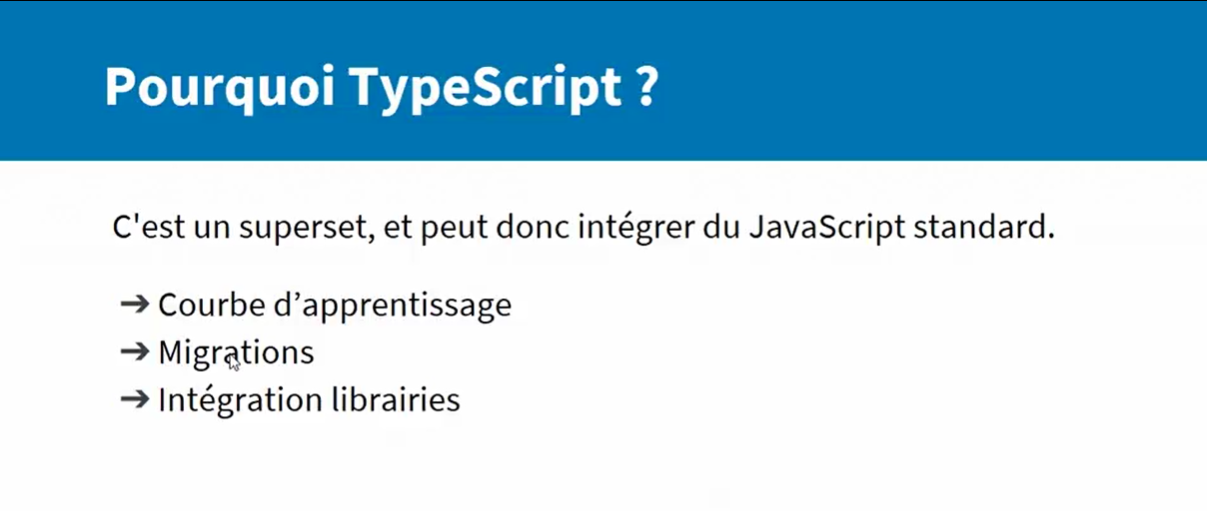 Pourquoi TypeScript ?
C'est un superset, et peut donc intégrer du JavaScript standard.
➔ Courbe d’apprentissage
➔ Migrations
➔ Intégration librairies